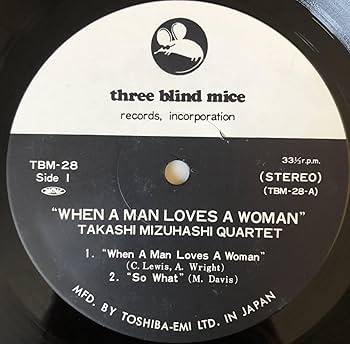 three blind mice
records, incorporation
TBM-28
33⅓ r.p.m.
Side 1
(STEREO)
(TBM-28-A)
"WHEN A MAN LOVES A WOMAN"
TAKASHI MIZUHASHI QUARTET
1. "When A Man Loves A Woman"
(C. Lewis, A. Wright)
2. "So What" (M. Davis)
MFD. BY TOSHIBA-EMI LTD. IN JAPAN